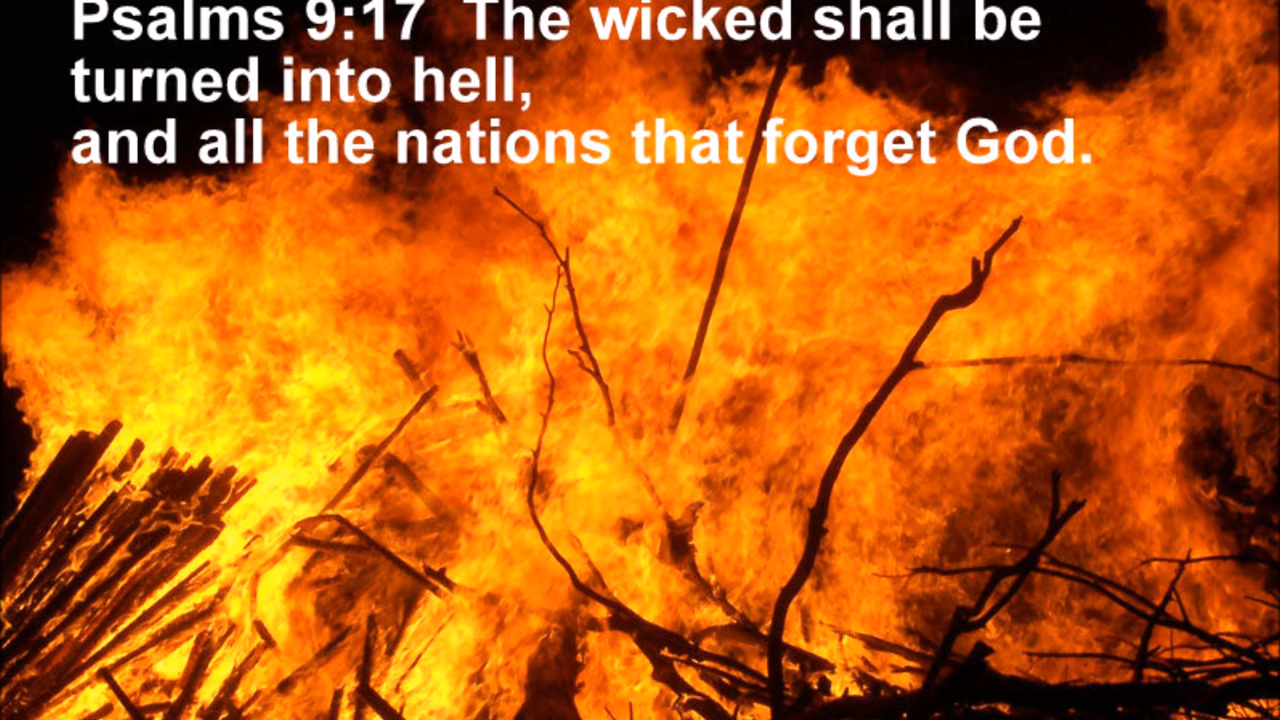 Psalms 9:17  The wicked shall be
turned into hell,
and all the nations that forget God.